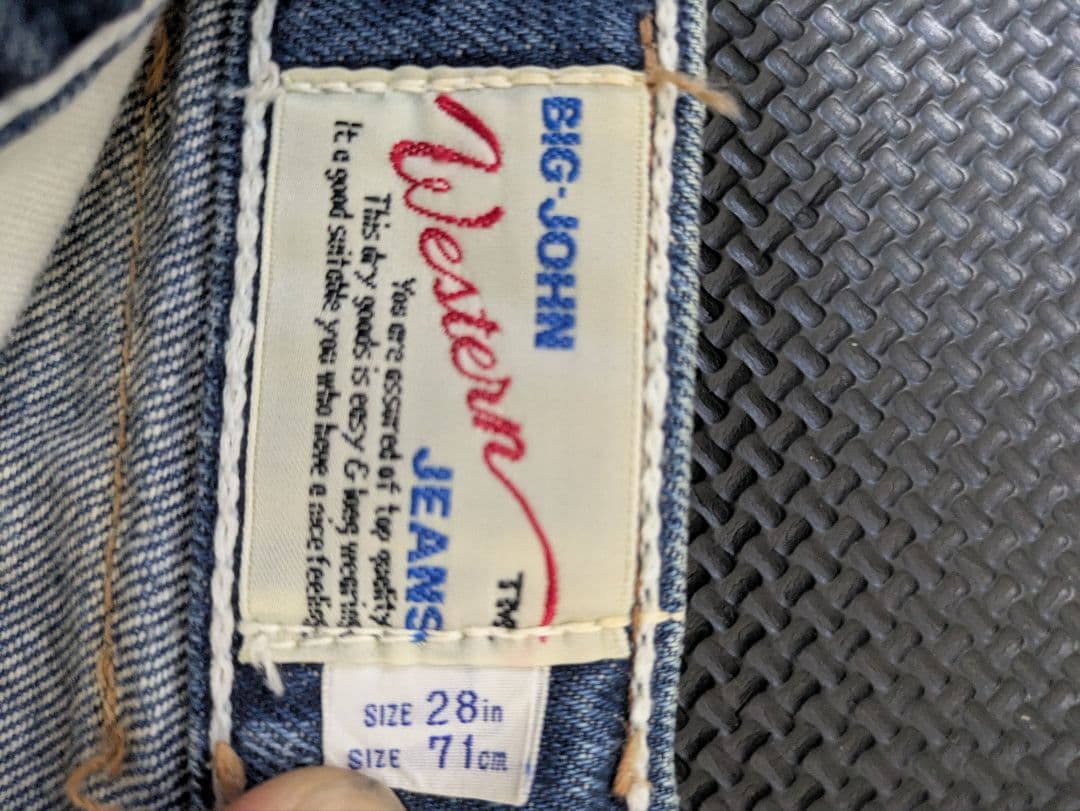 BIG-JOHN
Western TM
JEANS
You are assured of top quality
This dry goods is easy & long wearing
It e good suitable you who have a nice feeling
SIZE 28in
SIZE 71cm